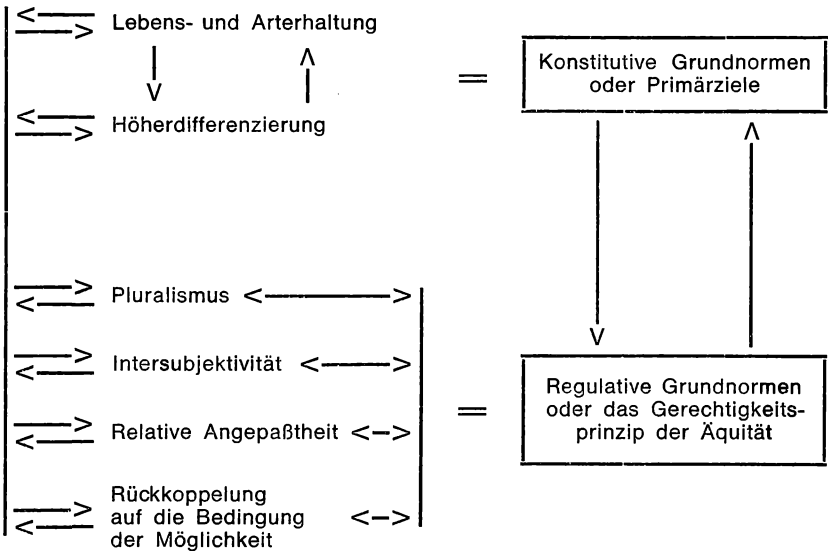 Lebens- und Arterhaltung
Höherdifferenzierung
=
Konstitutive Grundnormen
oder Primärziele
Pluralismus
Intersubjektivität
Relative Angepaßtheit
Rückkoppelung
auf die Bedingung
der Möglichkeit
=
Regulative Grundnormen
oder das Gerechtigkeits-
prinzip der Äquität